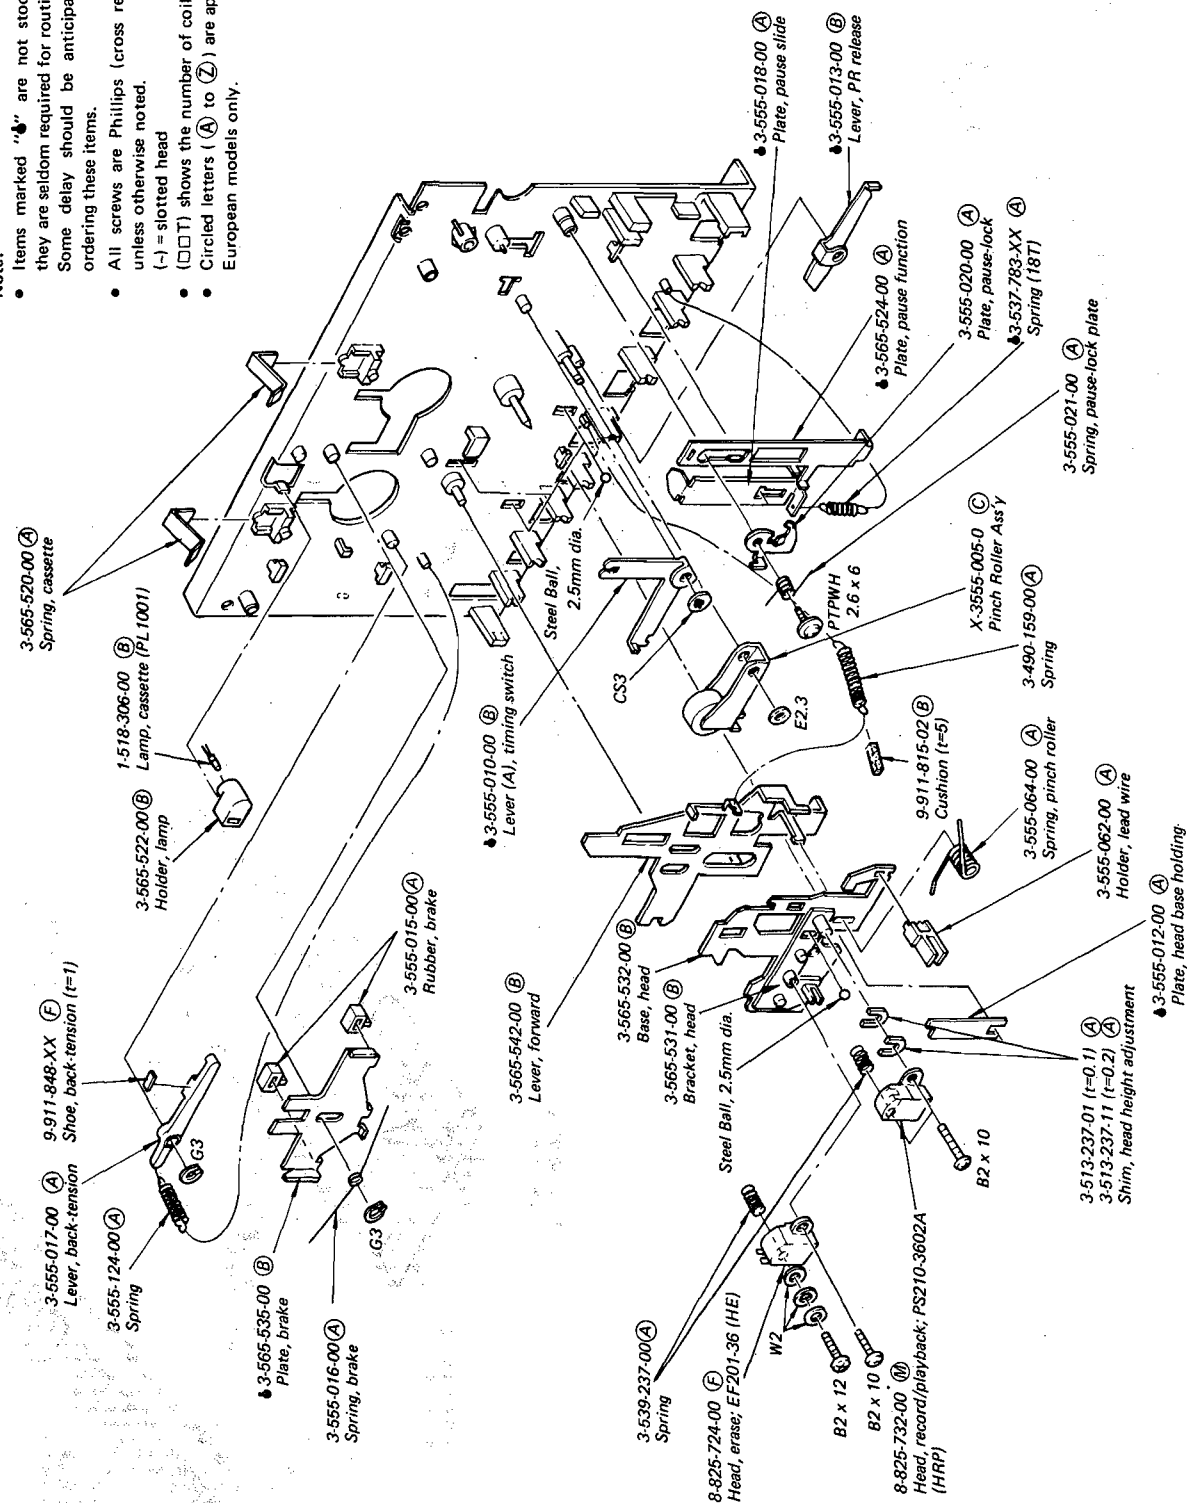 • Items marked "●" are not stoc
they are seldom required for routi
Some delay should be anticipa
ordering these items.
• All screws are Phillips (cross re
unless otherwise noted.
(-) = slotted head
• (□□T) shows the number of coil
• Circled letters (Ⓐ to Ⓩ) are ap
European models only.
3-565-520-00 Ⓐ
Spring, cassette
1-518-306-00 Ⓑ
Lamp, cassette (PL1001)
3-565-522-00 Ⓑ
Holder, lamp
9-911-848-XX Ⓕ
Shoe, back-tension (t=1)
3-555-017-00 Ⓐ
Lever, back-tension
3-555-124-00 Ⓐ
Spring
G3
3-555-015-00 Ⓐ
Rubber, brake
●3-565-535-00 Ⓑ
Plate, brake
3-555-016-00 Ⓐ
Spring, brake
G3
●3-555-018-00 Ⓐ
Plate, pause slide
●3-555-013-00 Ⓑ
Lever, PR release
●3-565-524-00 Ⓐ
Plate, pause function
3-555-020-00 Ⓐ
Plate, pause-lock
●3-537-783-XX Ⓐ
Spring (18T)
3-555-021-00 Ⓐ
Spring, pause-lock plate
Steel Ball,
2.5mm dia.
●3-555-010-00 Ⓑ
Lever (A), timing switch
CS3
PTPWH
2.6 x 6
E2.3
X-3555-005-0 Ⓒ
Pinch Roller Ass'y
3-490-159-00 Ⓐ
Spring
9-911-815-02 Ⓑ
Cushion (t=5)
3-555-064-00 Ⓐ
Spring, pinch roller
3-555-062-00 Ⓐ
Holder, lead wire
●3-555-012-00 Ⓐ
Plate, head base holding
3-565-542-00 Ⓑ
Lever, forward
3-565-532-00 Ⓑ
Base, head
3-565-531-00 Ⓑ
Bracket, head
Steel Ball, 2.5mm dia.
3-513-237-01 (t=0.1) Ⓐ
3-513-237-11 (t=0.2) Ⓐ
Shim, head height adjustment
B2 x 10
3-539-237-00 Ⓐ
Spring
8-825-724-00 Ⓕ
Head, erase; EF201-36 (HE)
W2
B2 x 12
B2 x 10
8-825-732-00 Ⓜ
Head, record/playback; PS210-3602A
(HRP)